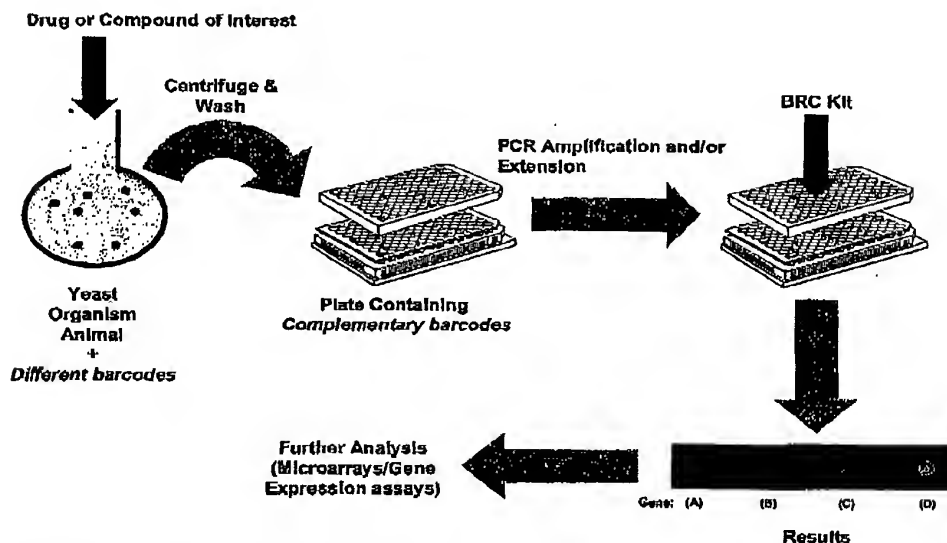 Drug or Compound of Interest
Centrifuge &
Wash
BRC Kit
PCR Amplification and/or
Extension
Yeast
Organism
Animal
+
Different barcodes
Plate Containing
Complementary barcodes
Further Analysis
(Microarrays/Gene
Expression assays)
Gene: (A) (B) (C) (D)
Results